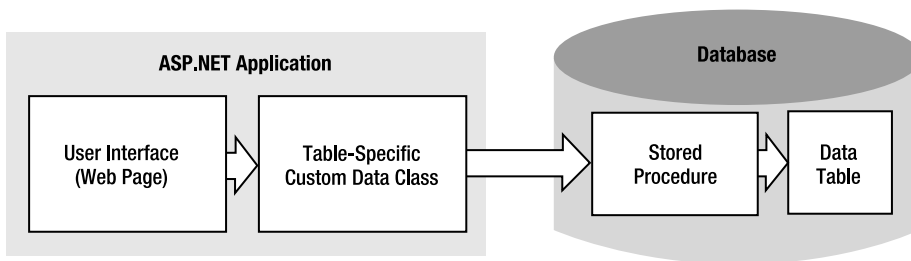 ASP.NET Application
User Interface
(Web Page)
Table-Specific
Custom Data Class
Database
Stored
Procedure
Data
Table